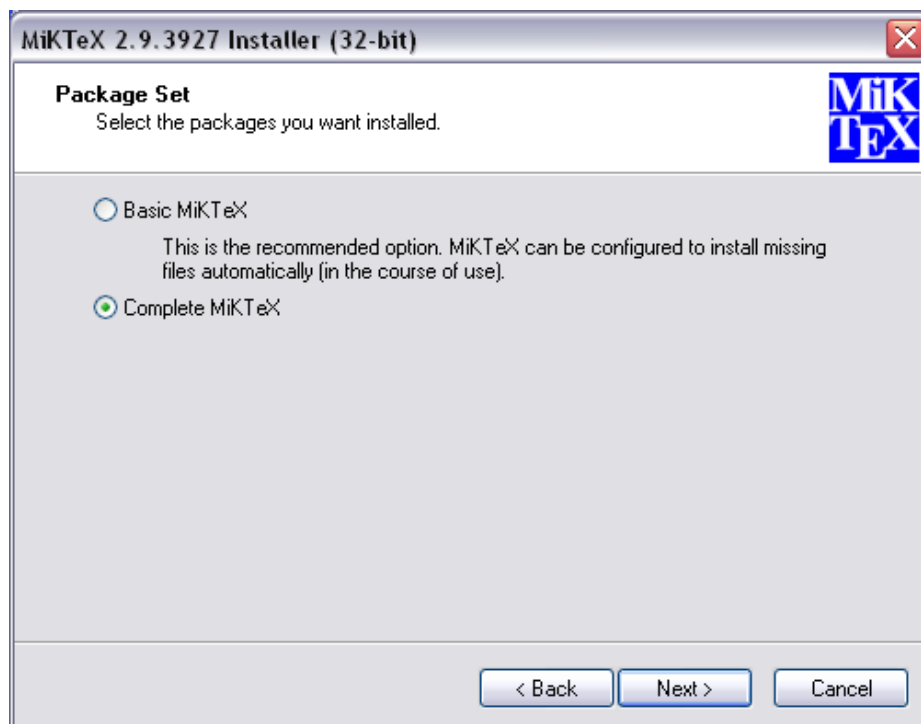 MiKTeX 2.9.3927 Installer (32-bit)
Package Set
Select the packages you want installed.
MiK
TEX
Basic MiKTeX
This is the recommended option. MiKTeX can be configured to install missing
files automatically (in the course of use).
Complete MiKTeX
< Back
Next >
Cancel